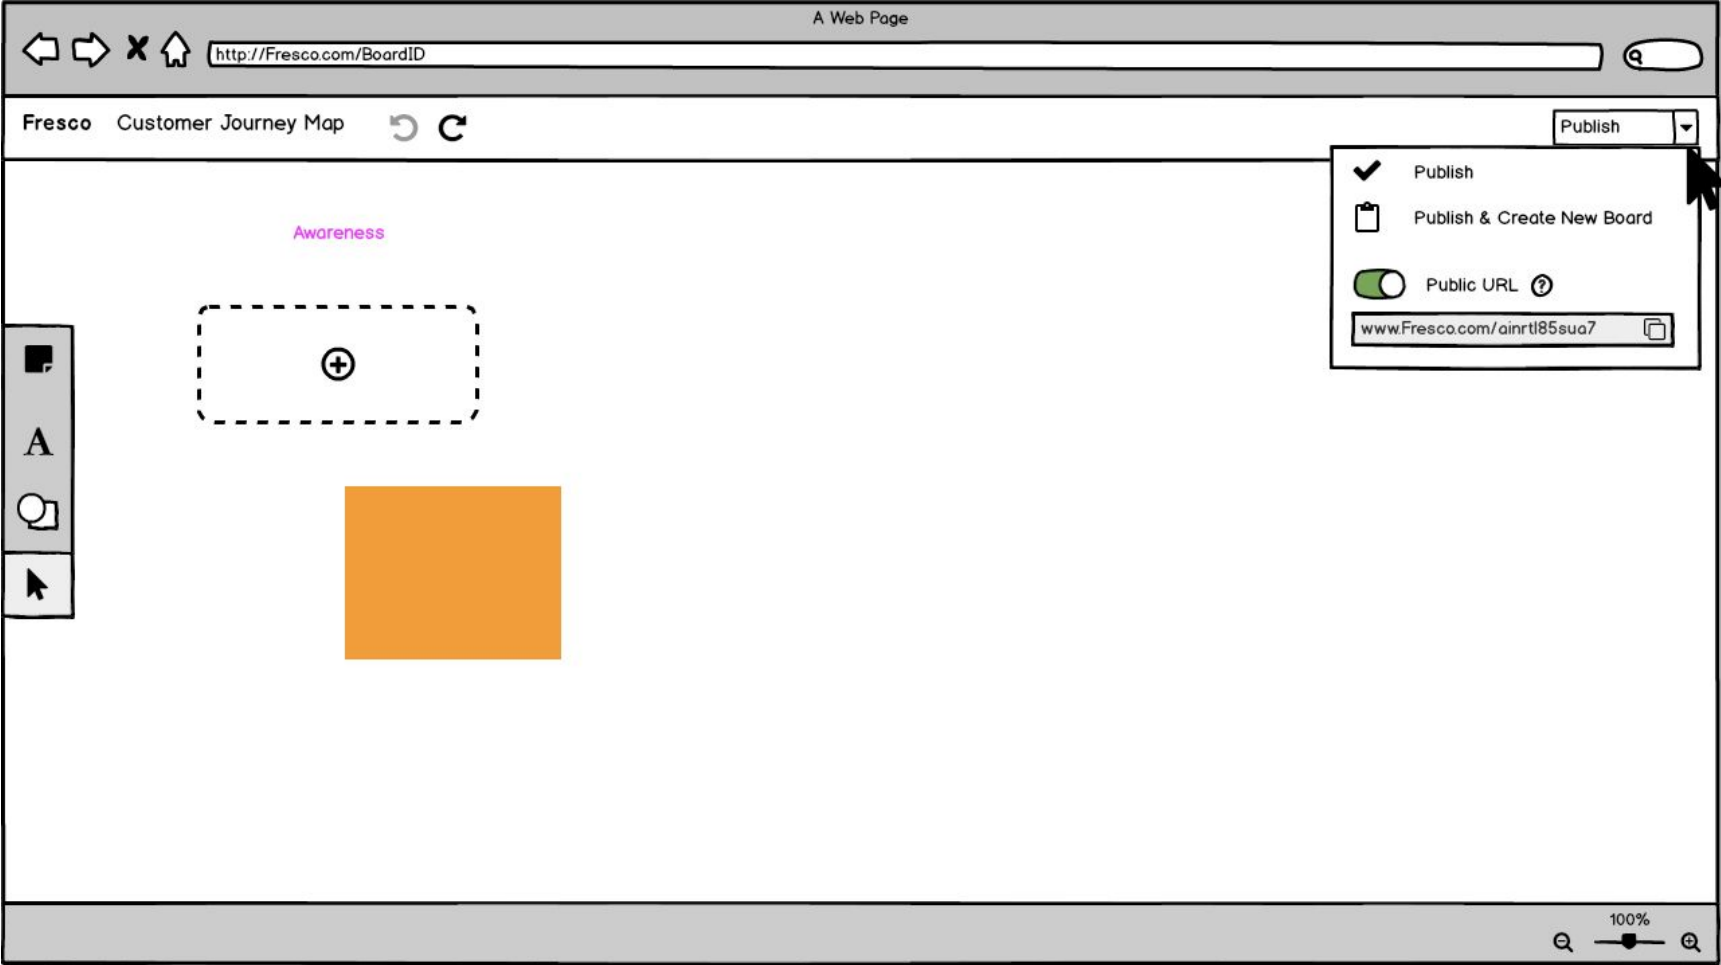 A Web Page
http://Fresco.com/BoardID
Fresco Customer Journey Map
Publish
Publish
Publish & Create New Board
Public URL ?
www.Fresco.com/ainrtl85sua7
Awareness
A
100%